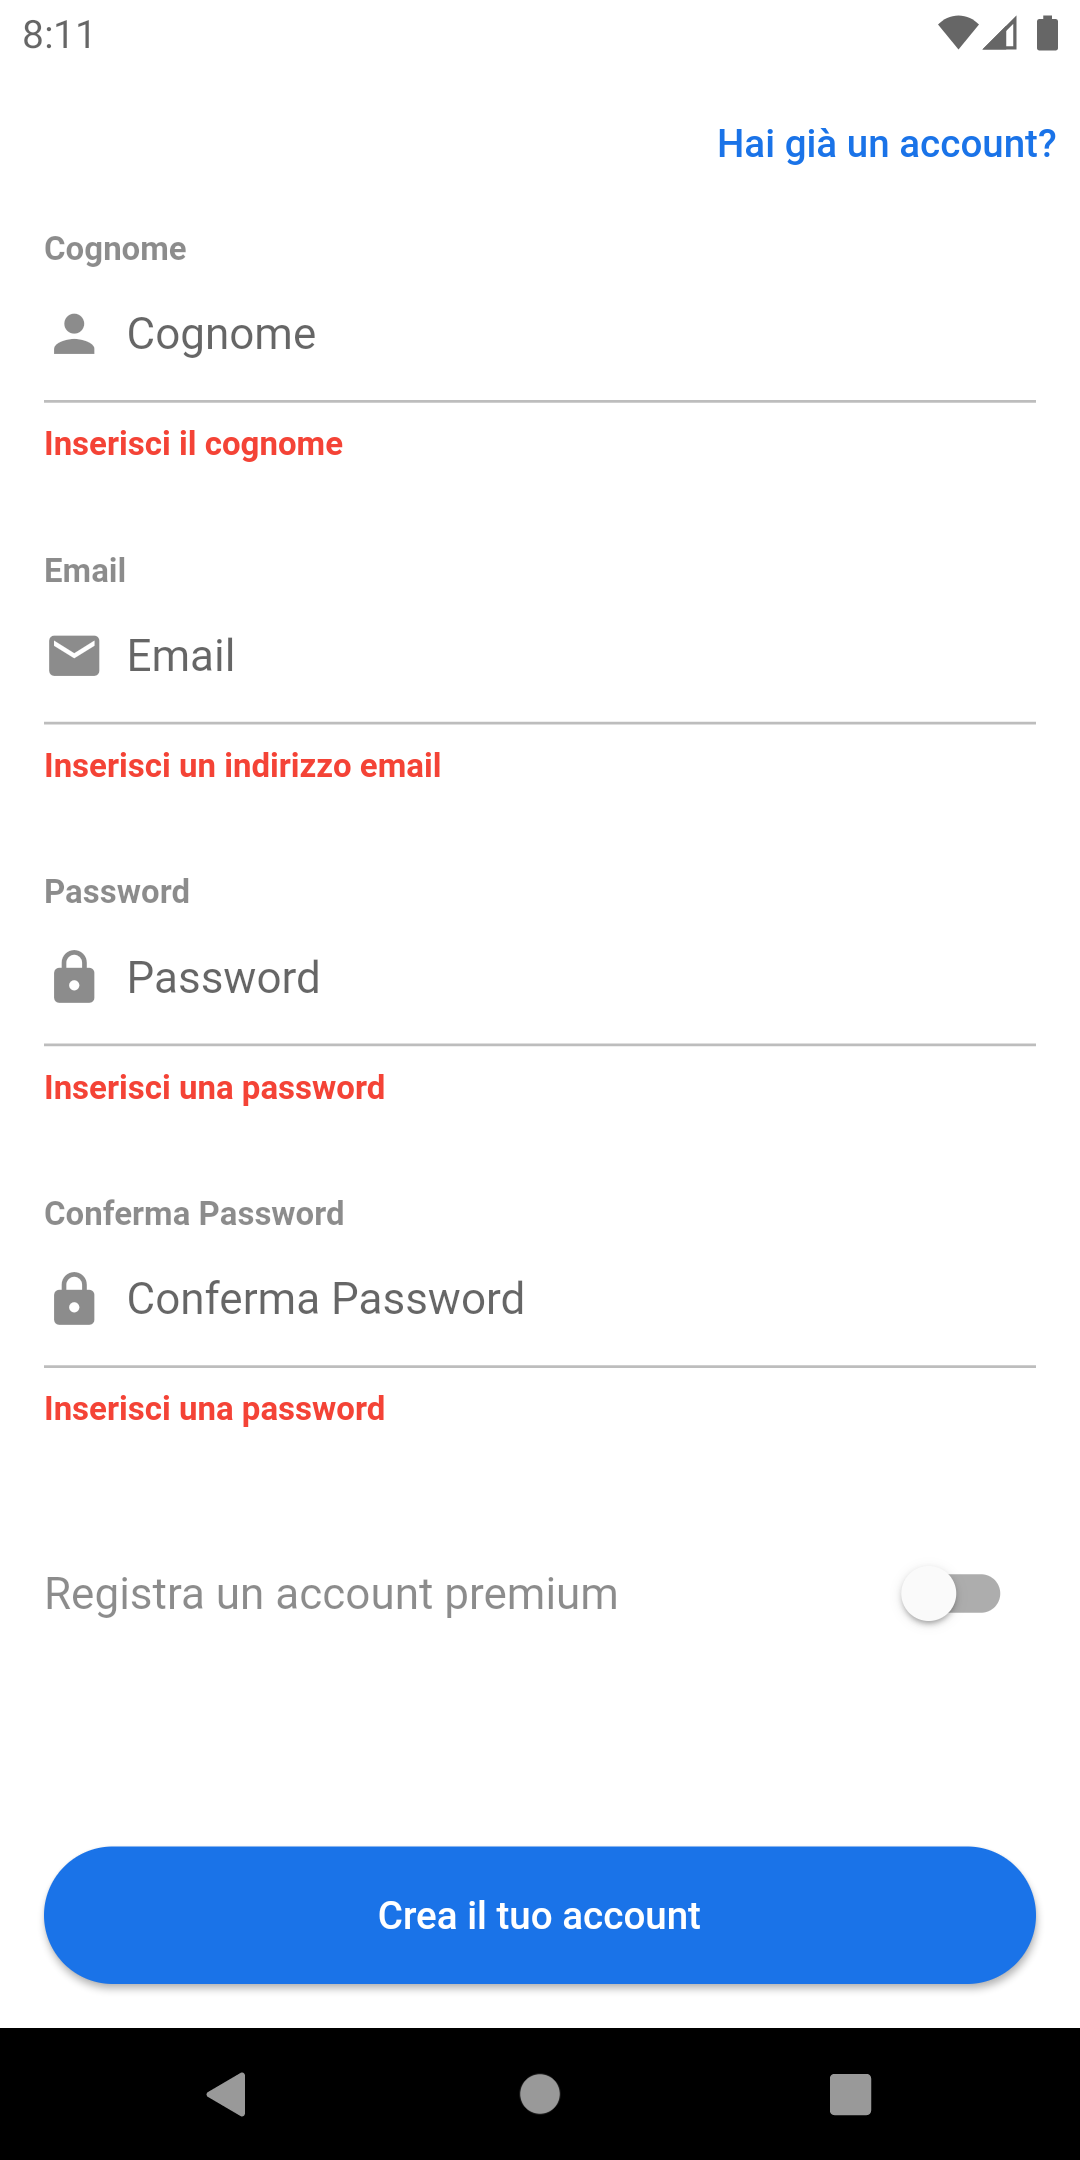 8:11
Hai già un account?
Cognome
Cognome
Inserisci il cognome
Email
Email
Inserisci un indirizzo email
Password
Password
Inserisci una password
Conferma Password
Conferma Password
Inserisci una password
Registra un account premium
Crea il tuo account